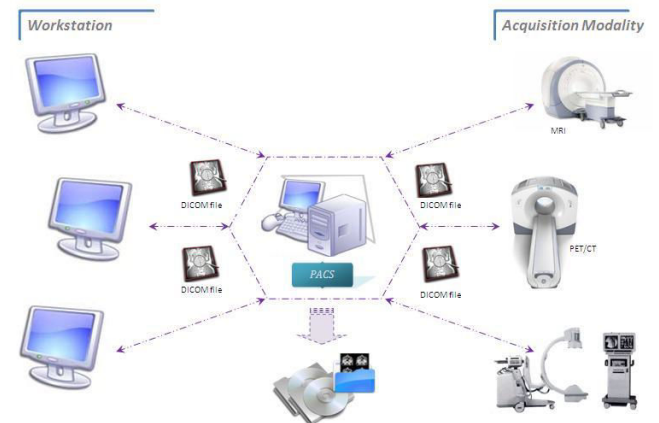 Workstation
Acquisition Modality
MRI
DICOM file
DICOM file
PACS
DICOM file
DICOM file
PET/CT